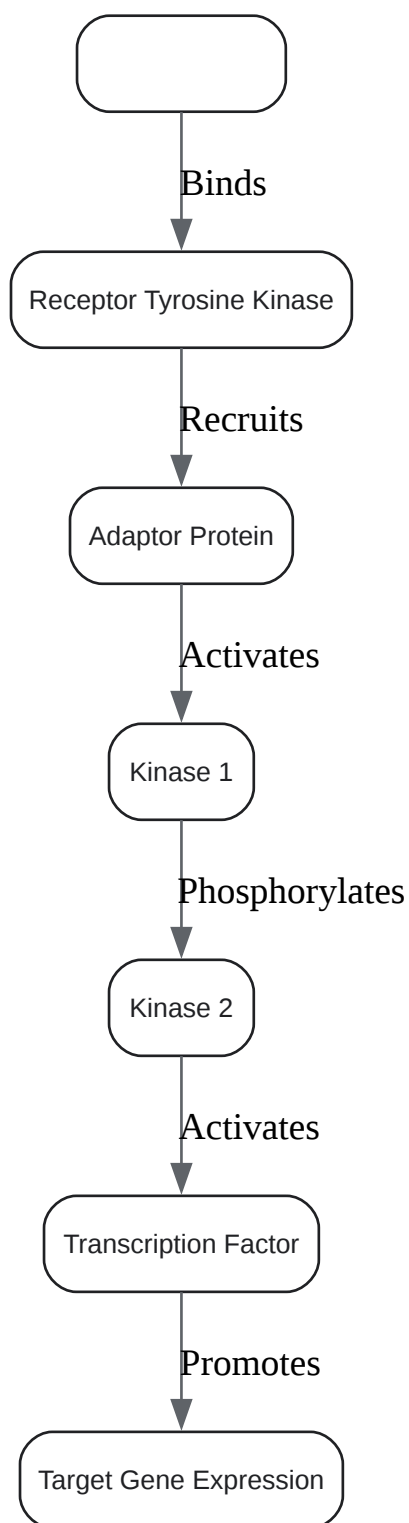 Binds
Receptor Tyrosine Kinase
Recruits
Adaptor Protein
Activates
Kinase 1
Phosphorylates
Kinase 2
Activates
Transcription Factor
Promotes
Target Gene Expression